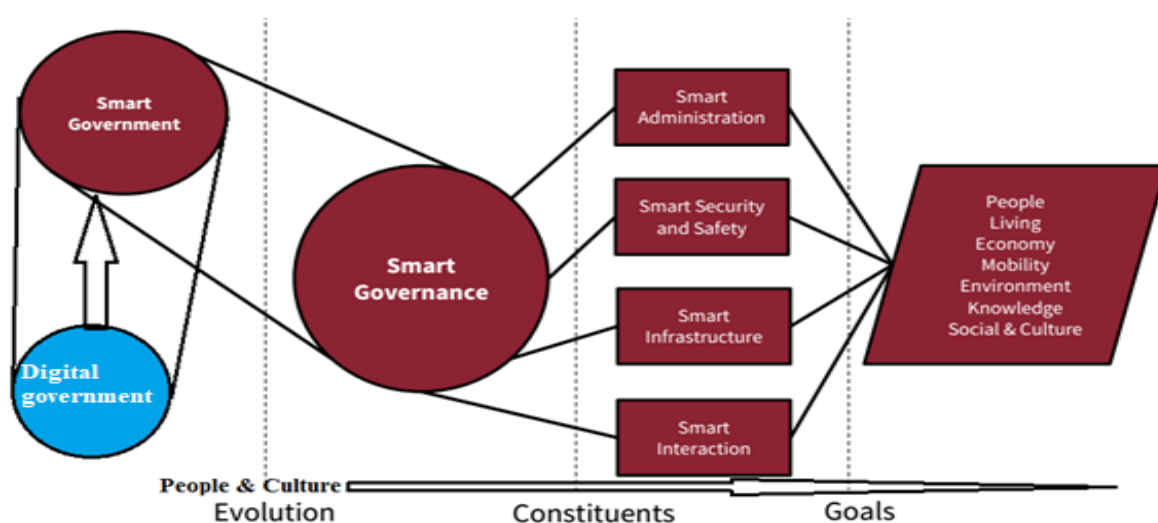 Smart
Government
Digital
government
Smart
Governance
Smart
Administration
Smart Security
and Safety
Smart
Infrastructure
Smart
Interaction
People
Living
Economy
Mobility
Environment
Knowledge
Social & Culture
People & Culture
Evolution
Constituents
Goals